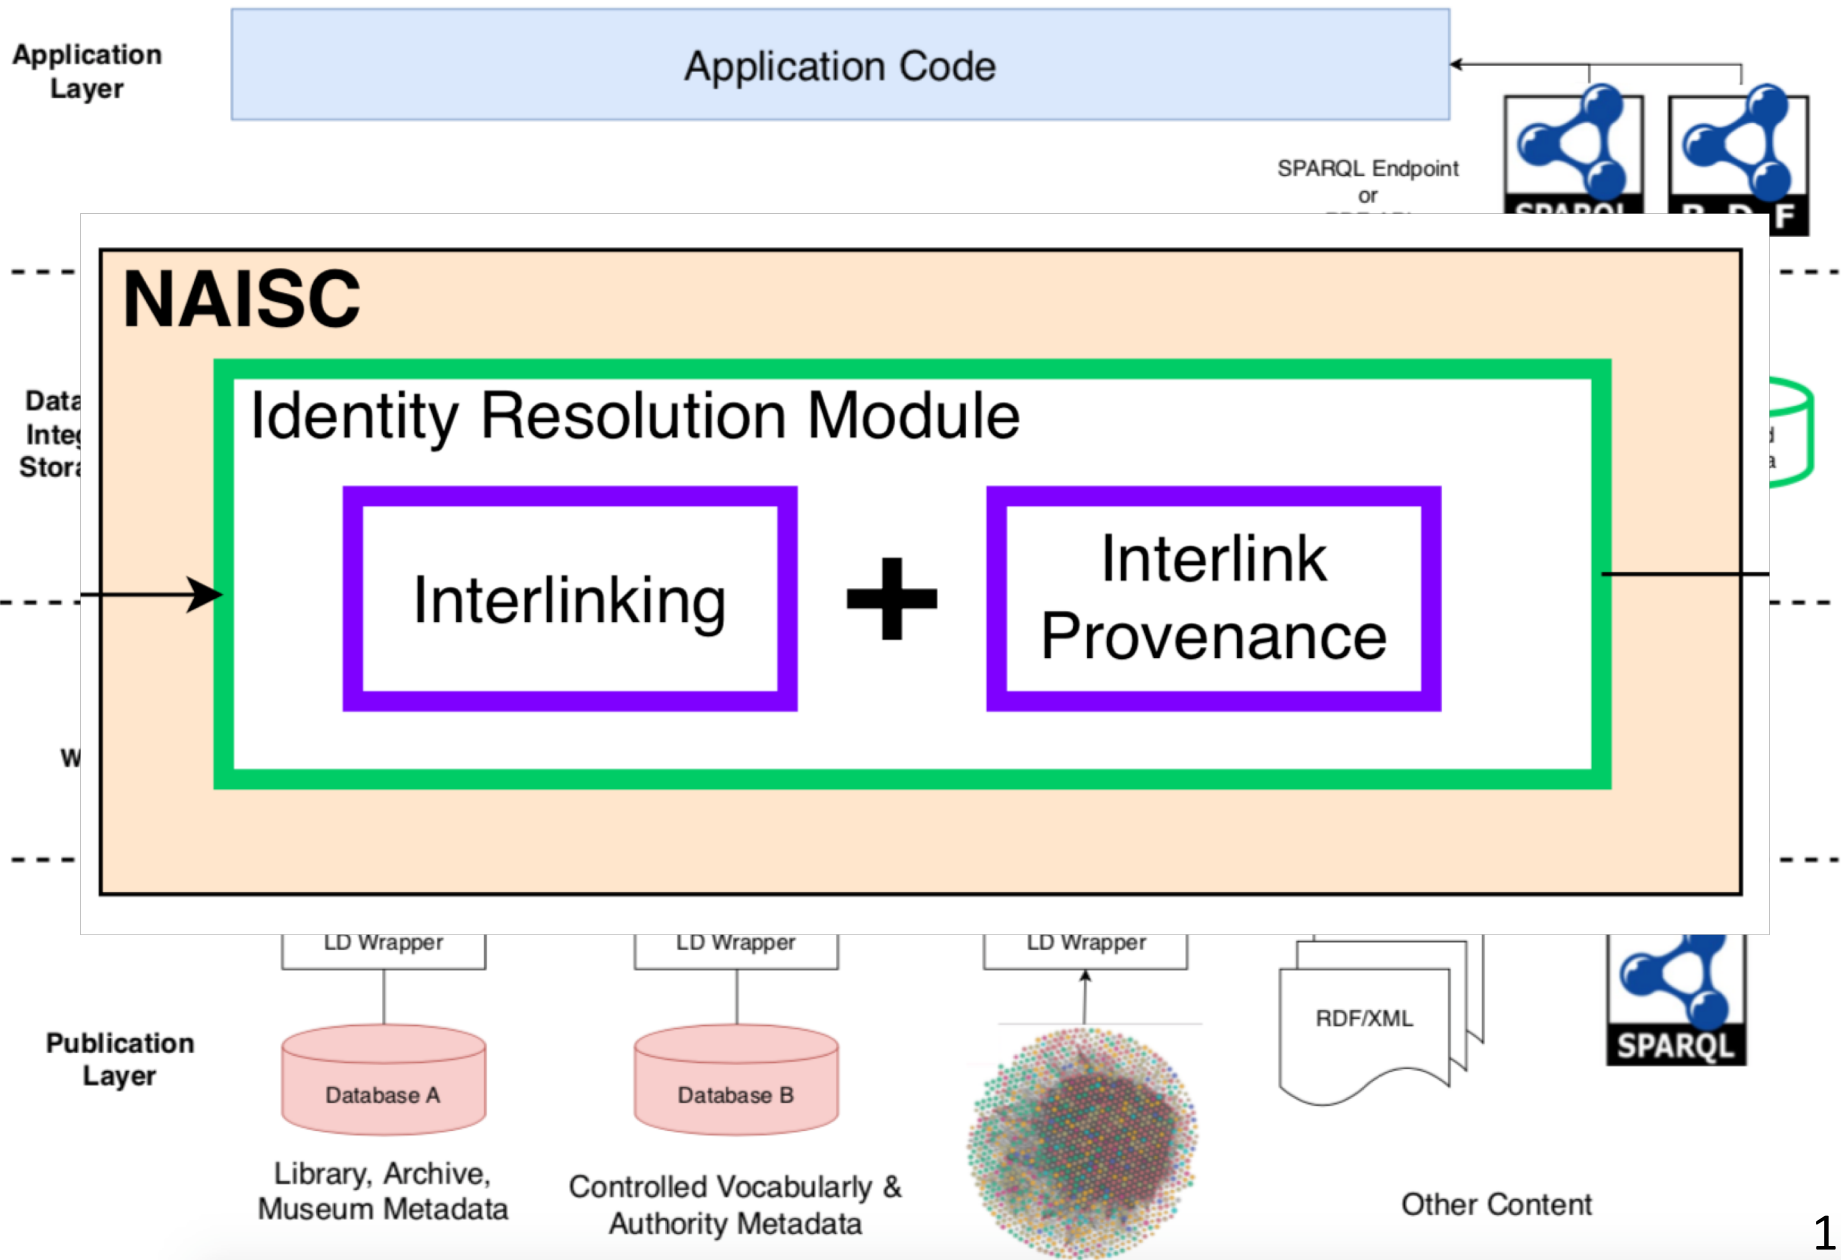 Application
Layer
Application Code
SPARQL Endpoint
or
SPARQL
R D F
NAISC
Identity Resolution Module
Interlinking
+
Interlink
Provenance
LD Wrapper
LD Wrapper
LD Wrapper
Publication
Layer
Database A
Database B
RDF/XML
SPARQL
Library, Archive,
Museum Metadata
Controlled Vocabularly &
Authority Metadata
Other Content
1